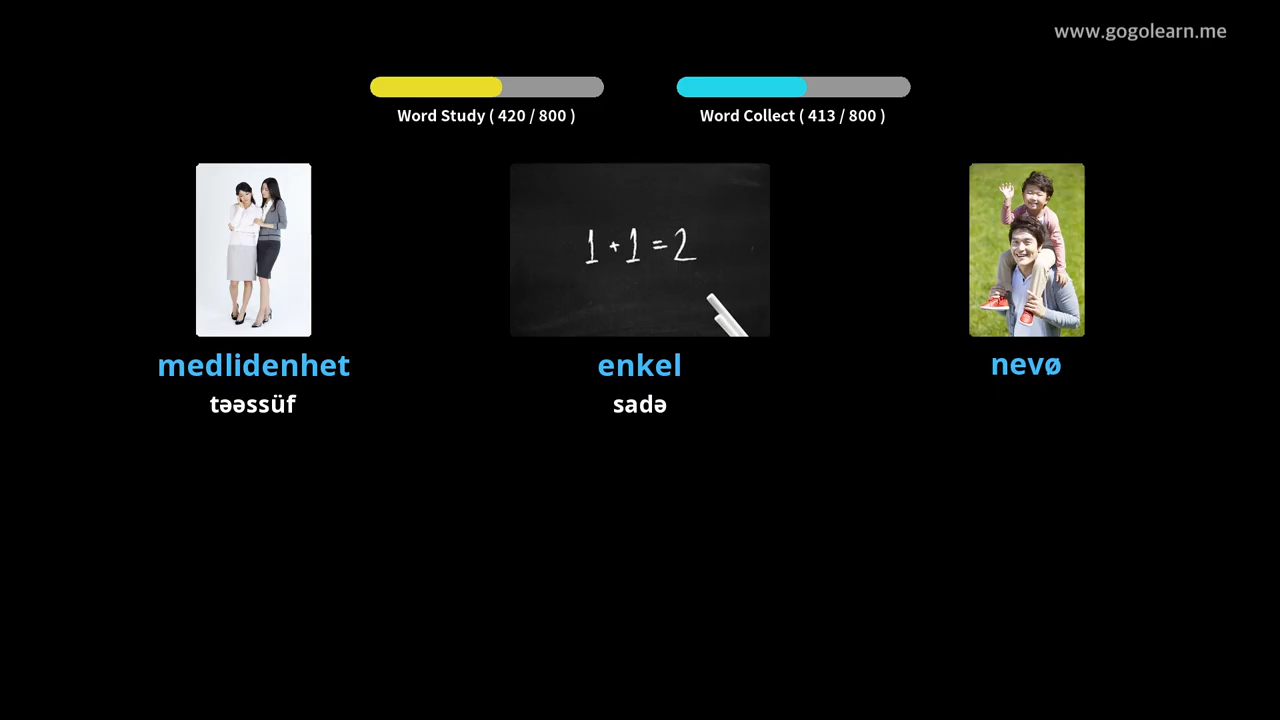 www.gogolearn.me
Word Study ( 420 / 800 )
Word Collect ( 413 / 800 )
1 + 1 = 2
medlidenhet
enkel
nevø
təəssüf
sadə